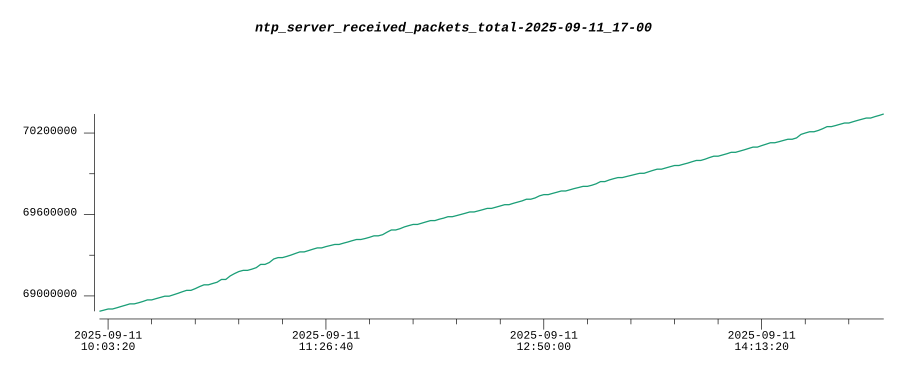 ntp_server_received_packets_total-2025-09-11_17-00
70200000
69600000
69000000
2025-09-11 2025-09-11 2025-09-11 2025-09-11
10:03:20 11:26:40 12:50:00 14:13:20